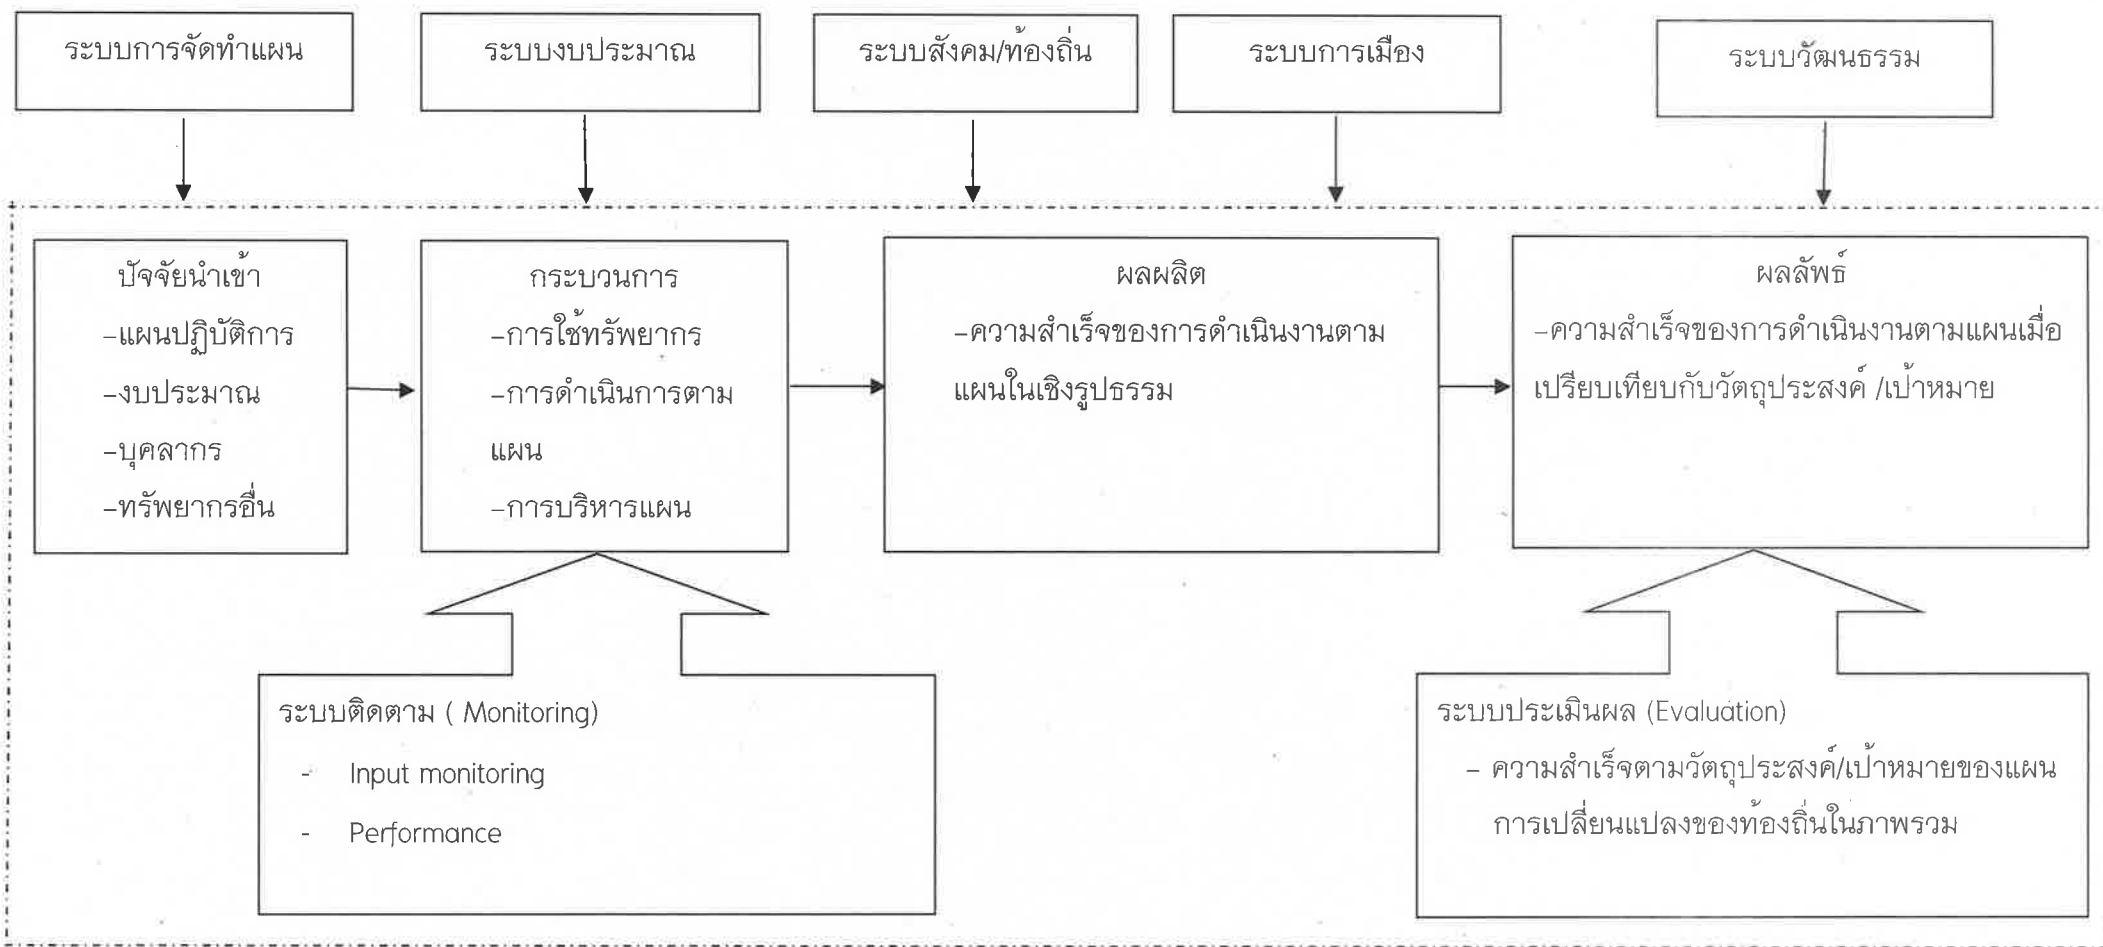 ระบบการจัดทำแผน
ระบบงบประมาณ
ระบบสังคม/ท้องถิ่น
ระบบการเมือง
ระบบวัฒนธรรม
ปัจจัยนำเข้า
-แผนปฏิบัติการ
-งบประมาณ
-บุคลากร
-ทรัพยากรอื่น
กระบวนการ
-การใช้ทรัพยากร
-การดำเนินการตาม
แผน
-การบริหารแผน
ผลผลิต
-ความสำเร็จของการดำเนินงานตาม
แผนในเชิงรูปธรรม
ผลลัพธ์
-ความสำเร็จของการดำเนินงานตามแผนเมื่อ
เปรียบเทียบกับวัตถุประสงค์ /เป้าหมาย
ระบบติดตาม ( Monitoring)
- Input monitoring
- Performance
ระบบประเมินผล (Evaluation)
- ความสำเร็จตามวัตถุประสงค์/เป้าหมายของแผน
การเปลี่ยนแปลงของท้องถิ่นในภาพรวม